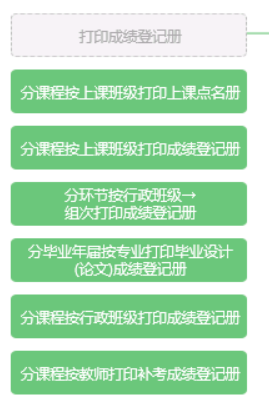 打印成绩登记册
分课程按上课班级打印上课点名册
分课程按上课班级打印成绩登记册
分环节按行政班级→
组次打印成绩登记册
分毕业年届按专业打印毕业设计
(论文)成绩登记册
分课程按行政班级打印成绩登记册
分课程按教师打印补考成绩登记册